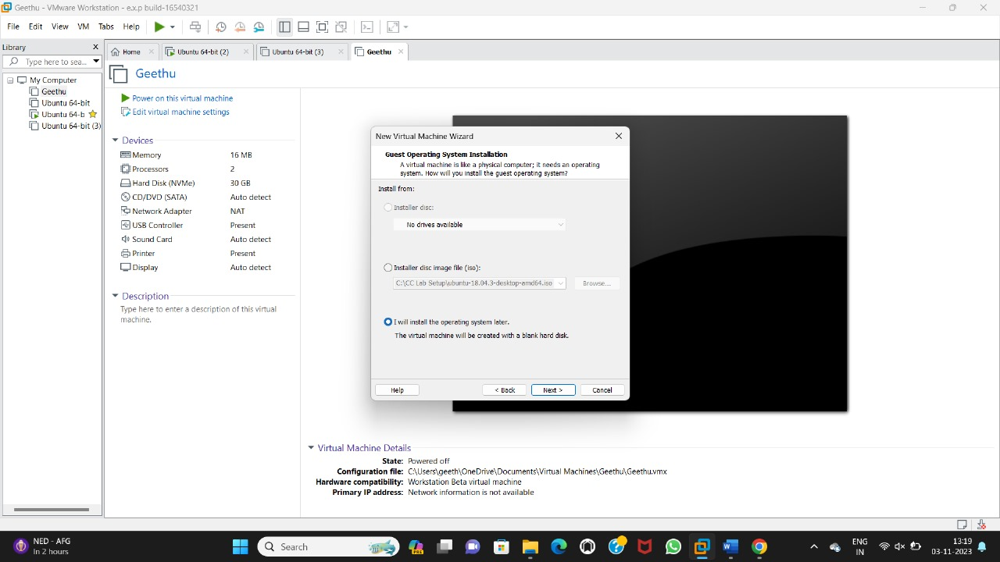 Geethu - VMware Workstation - e.x.p build-16540321
File Edit View VM Tabs Help
Library
Type here to sea...
Home
Ubuntu 64-bit (2)
Ubuntu 64-bit (3)
Geethu
My Computer
Geethu
Ubuntu 64-bit
Ubuntu 64-b
Ubuntu 64-bit (3)
Geethu
Power on this virtual machine
Edit virtual machine settings
Devices
Memory 16 MB
Processors 2
Hard Disk (NVMe) 30 GB
CD/DVD (SATA) Auto detect
Network Adapter NAT
USB Controller Present
Sound Card Auto detect
Printer Present
Display Auto detect
Description
Type here to enter a description of this virtual
machine.
New Virtual Machine Wizard
Guest Operating System Installation
A virtual machine is like a physical computer; it needs an operating
system. How will you install the guest operating system?
Install from:
Installer disc:
No drives available
Installer disc image file (iso):
C:\CC Lab Setup\ubuntu-18.04.3-desktop-amd64.iso
Browse...
I will install the operating system later.
The virtual machine will be created with a blank hard disk.
Help < Back Next > Cancel
Virtual Machine Details
State: Powered off
Configuration file: C:\Users\geeth\OneDrive\Documents\Virtual Machines\Geethu\Geethu.vmx
Hardware compatibility: Workstation Beta virtual machine
Primary IP address: Network information is not available
NED - AFG
In 2 hours
Search
PRE
ENG
IN
13:19
03-11-2023